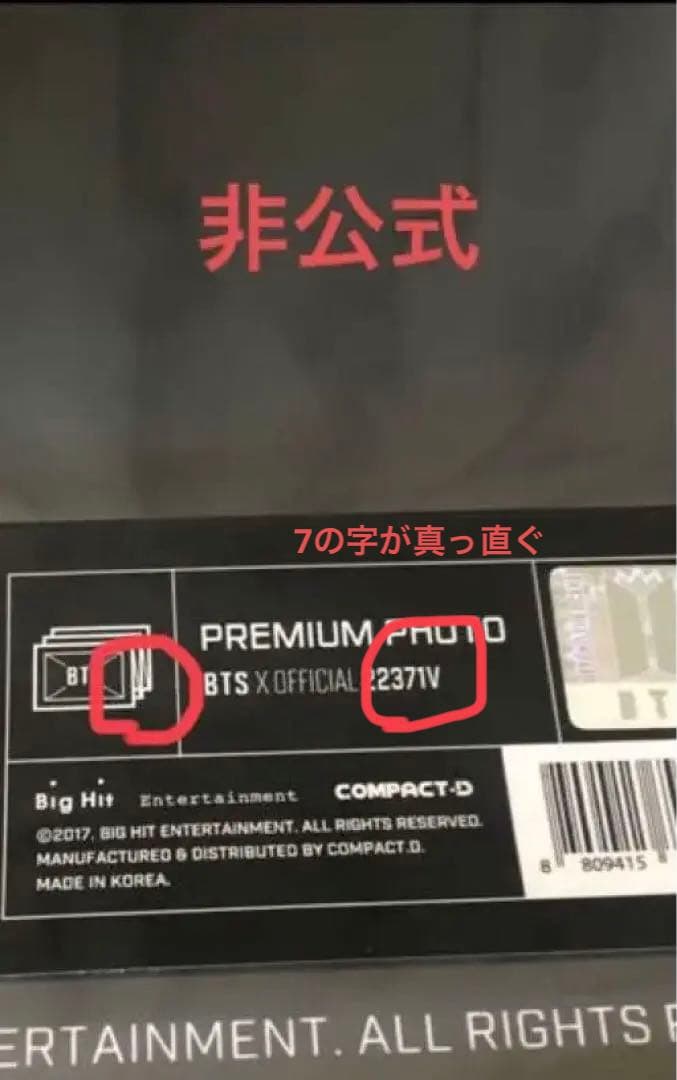 非公式
7の字が真っ直ぐ
PREMIUM PHOTO
BTS X OFFICIAL 22371V
Big Hit Entertainment COMPACT-D
©2017. BIG HIT ENTERTAINMENT. ALL RIGHTS RESERVED.
MANUFACTURED & DISTRIBUTED BY COMPACT D.
MADE IN KOREA.
8 809415
ERTAINMENT. ALL RIGHTS